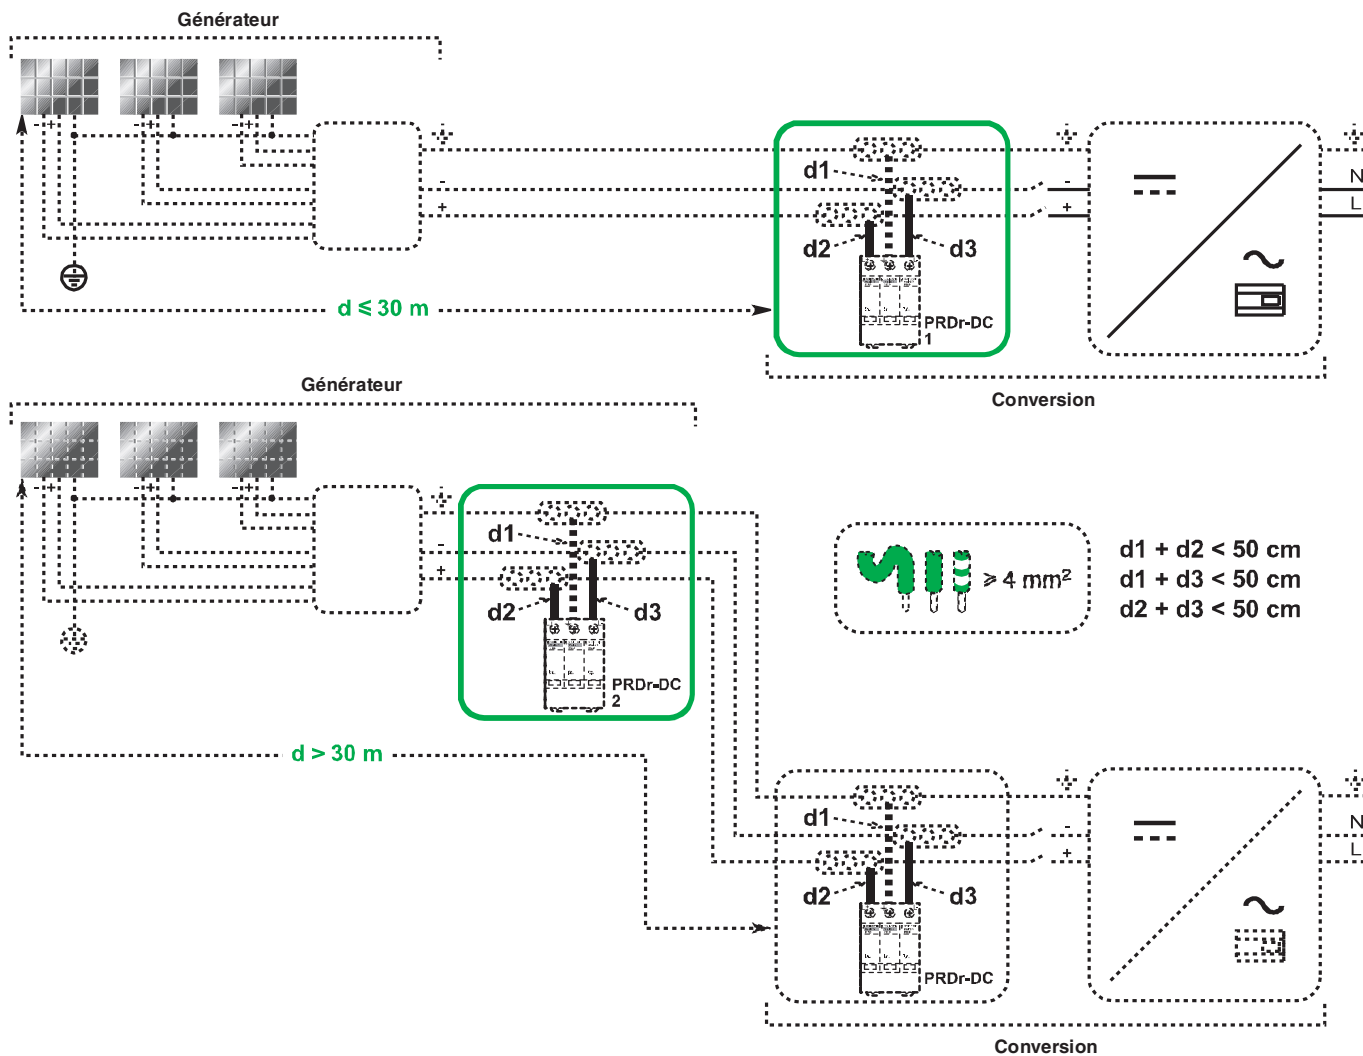 Générateur
- +
- +
- +
-
+
d1
d2
d3
PRDr-DC
1
-
+
N
L
d ≤ 30 m
Conversion
Générateur
- +
- +
- +
-
+
d1
d2
d3
PRDr-DC
2
≥ 4 mm²
d1 + d2 < 50 cm
d1 + d3 < 50 cm
d2 + d3 < 50 cm
d > 30 m
d1
d2
d3
PRDr-DC
-
+
N
L
Conversion